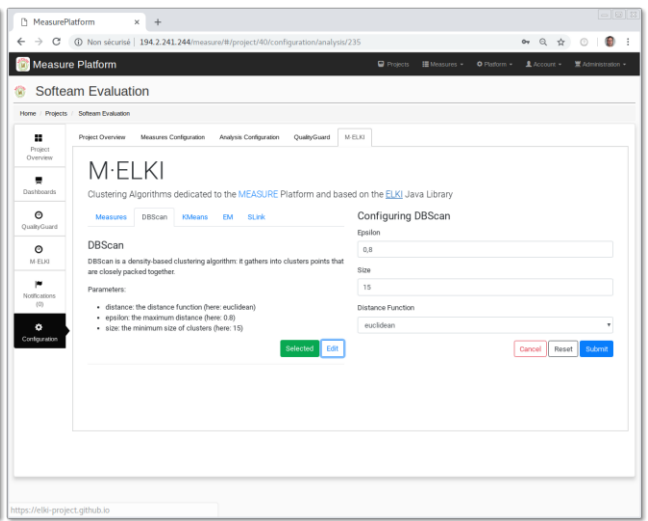 MeasurePlatform
Non sécurisé | 194.2.241.244/measure/#/project/40/configuration/analysis/235
Measure Platform
Projects Measures Platform Account Administration
Softeam Evaluation
Home / Projects / Softeam Evaluation
Project Overview
Dashboards
QualityGuard
M·ELKI
Notifications (0)
Configuration
Project Overview Measures Configuration Analysis Configuration QualityGuard M·ELKI
M·ELKI
Clustering Algorithms dedicated to the MEASURE Platform and based on the ELKI Java Library
Measures DBScan KMeans EM SLink
DBScan
DBScan is a density-based clustering algorithm: it gathers into clusters points that
are closely packed together.
Parameters:
• distance: the distance function (here: euclidean)
• epsilon: the maximum distance (here: 0.8)
• size: the minimum size of clusters (here: 15)
Selected Edit
Configuring DBScan
Epsilon
0,8
Size
15
Distance Function
euclidean
Cancel Reset Submit
https://elki-project.github.io